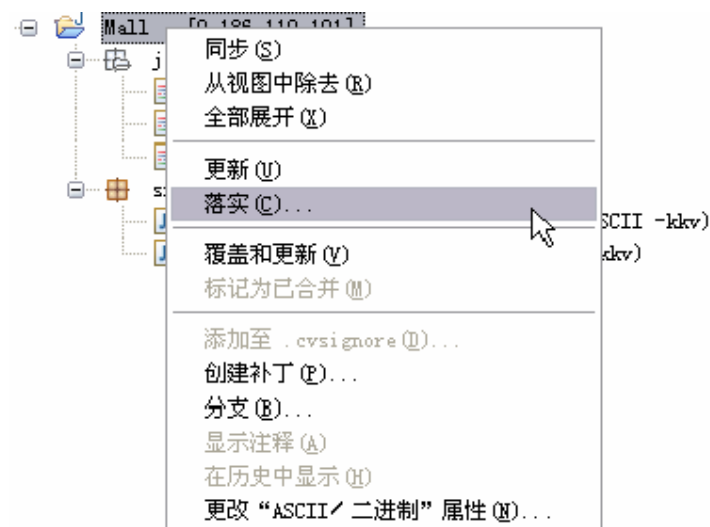 Mall [0.186.110.101]
同步(S)
j
从视图中除去(R)
全部展开(X)
更新(U)
落实(C)...
SCII -kkv)
覆盖和更新(V)
kkv)
标记为已合并(M)
添加至 .cvsignore(D)...
创建补丁(P)...
分支(B)...
显示注释(A)
在历史中显示(H)
更改“ASCII/二进制”属性(N)...